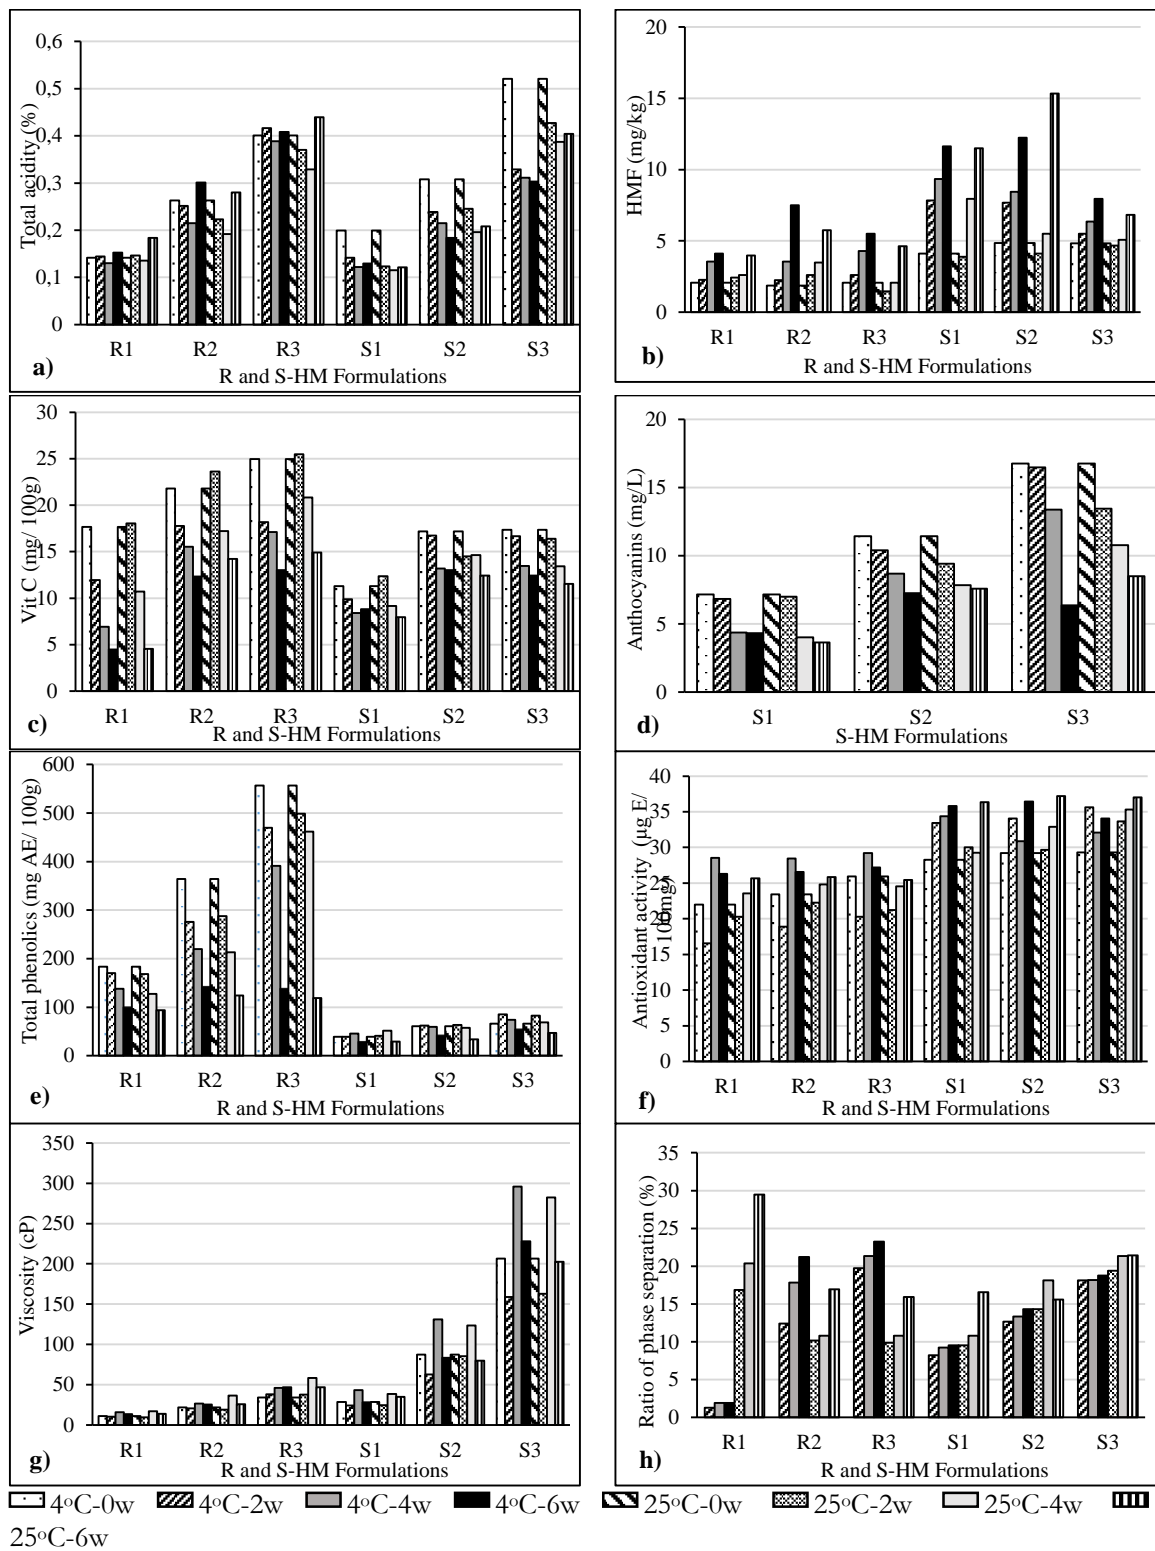 0,6
0,5
0,4
0,3
0,2
0,1
0
Total acidity (%)
R1 R2 R3 S1 S2 S3
a)
R and S-HM Formulations
20
15
10
5
0
HMF (mg/kg)
R1 R2 R3 S1 S2 S3
b)
R and S-HM Formulations
30
25
20
15
10
5
0
Vit C (mg/ 100g)
R1 R2 R3 S1 S2 S3
c)
R and S-HM Formulations
20
15
10
5
0
Anthocyanins (mg/L)
S1 S2 S3
d)
S-HM Formulations
600
500
400
300
200
100
0
Total phenolics (mg AE/ 100g)
R1 R2 R3 S1 S2 S3
e)
R and S-HM Formulations
40
35
30
25
20
15
10
5
0
Antioxidant activity (µg E/
100mg)
R1 R2 R3 S1 S2 S3
f)
R and S-HM Formulations
350
300
250
200
150
100
50
0
Viscosity (cP)
R1 R2 R3 S1 S2 S3
g)
R and S-HM Formulations
35
30
25
20
15
10
5
0
Ratio of phase separation (%)
R1 R2 R3 S1 S2 S3
h)
R and S-HM Formulations
4°C-0w 4°C-2w 4°C-4w 4°C-6w 25°C-0w 25°C-2w 25°C-4w
25°C-6w